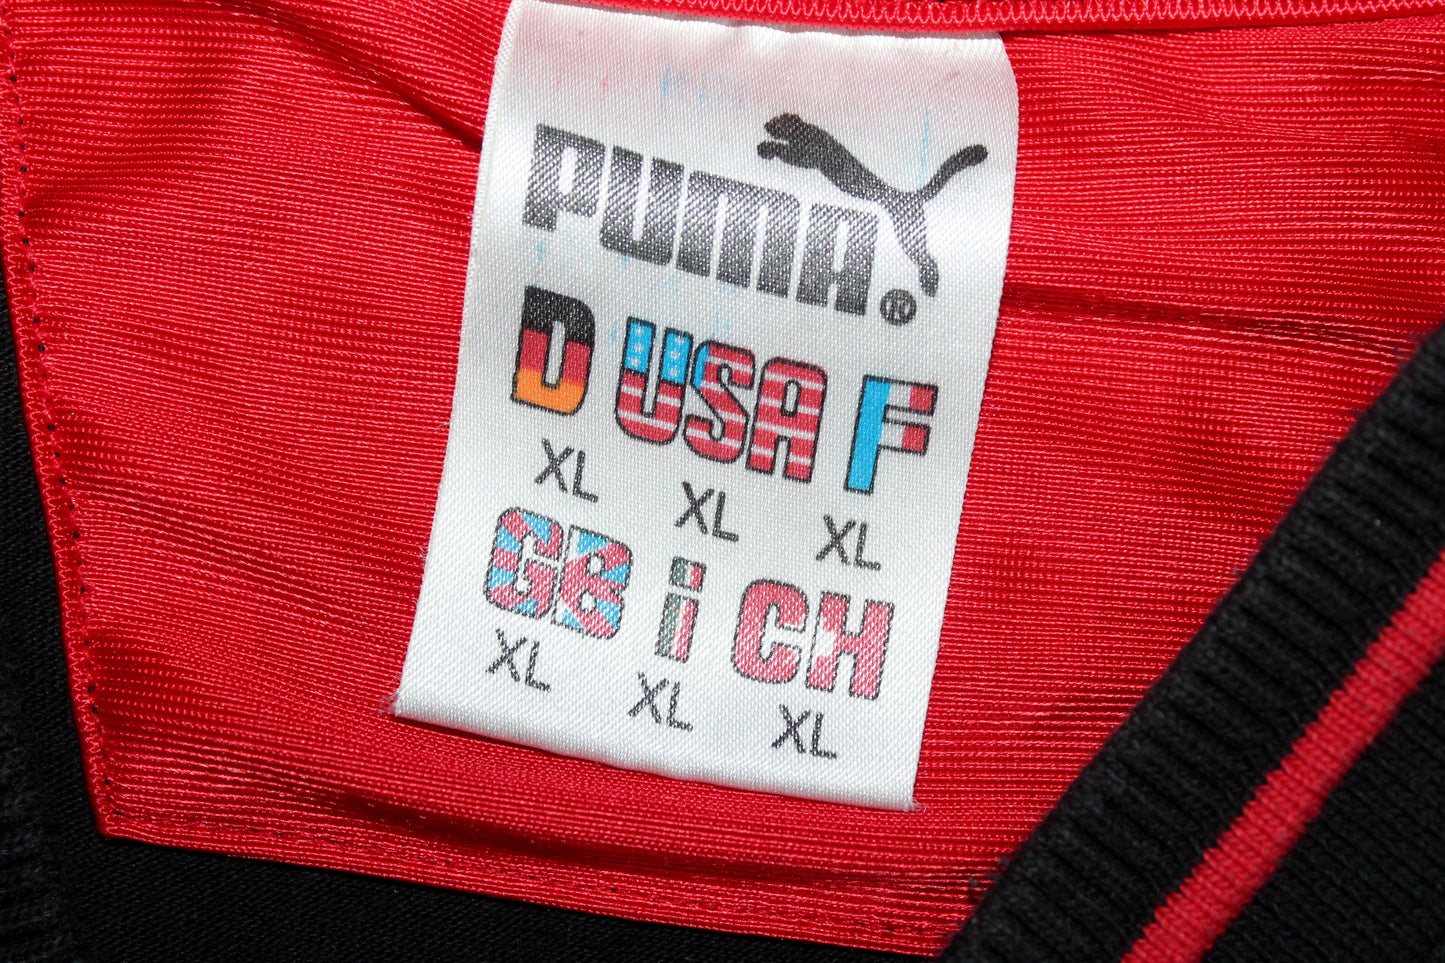 PUMA®
D USA F
XL XL XL
GB i CH
XL XL XL